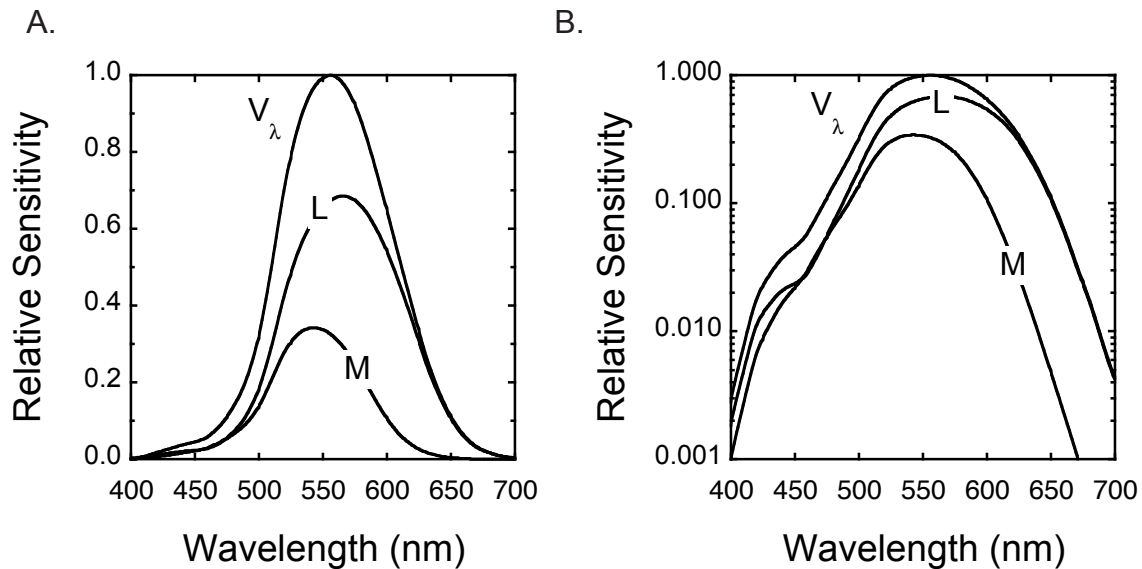 A.
Relative Sensitivity
1.0
0.8
0.6
0.4
0.2
0.0
Vλ
L
M
400 450 500 550 600 650 700
Wavelength (nm)
B.
Relative Sensitivity
1.000
0.100
0.010
0.001
Vλ
L
M
400 450 500 550 600 650 700
Wavelength (nm)